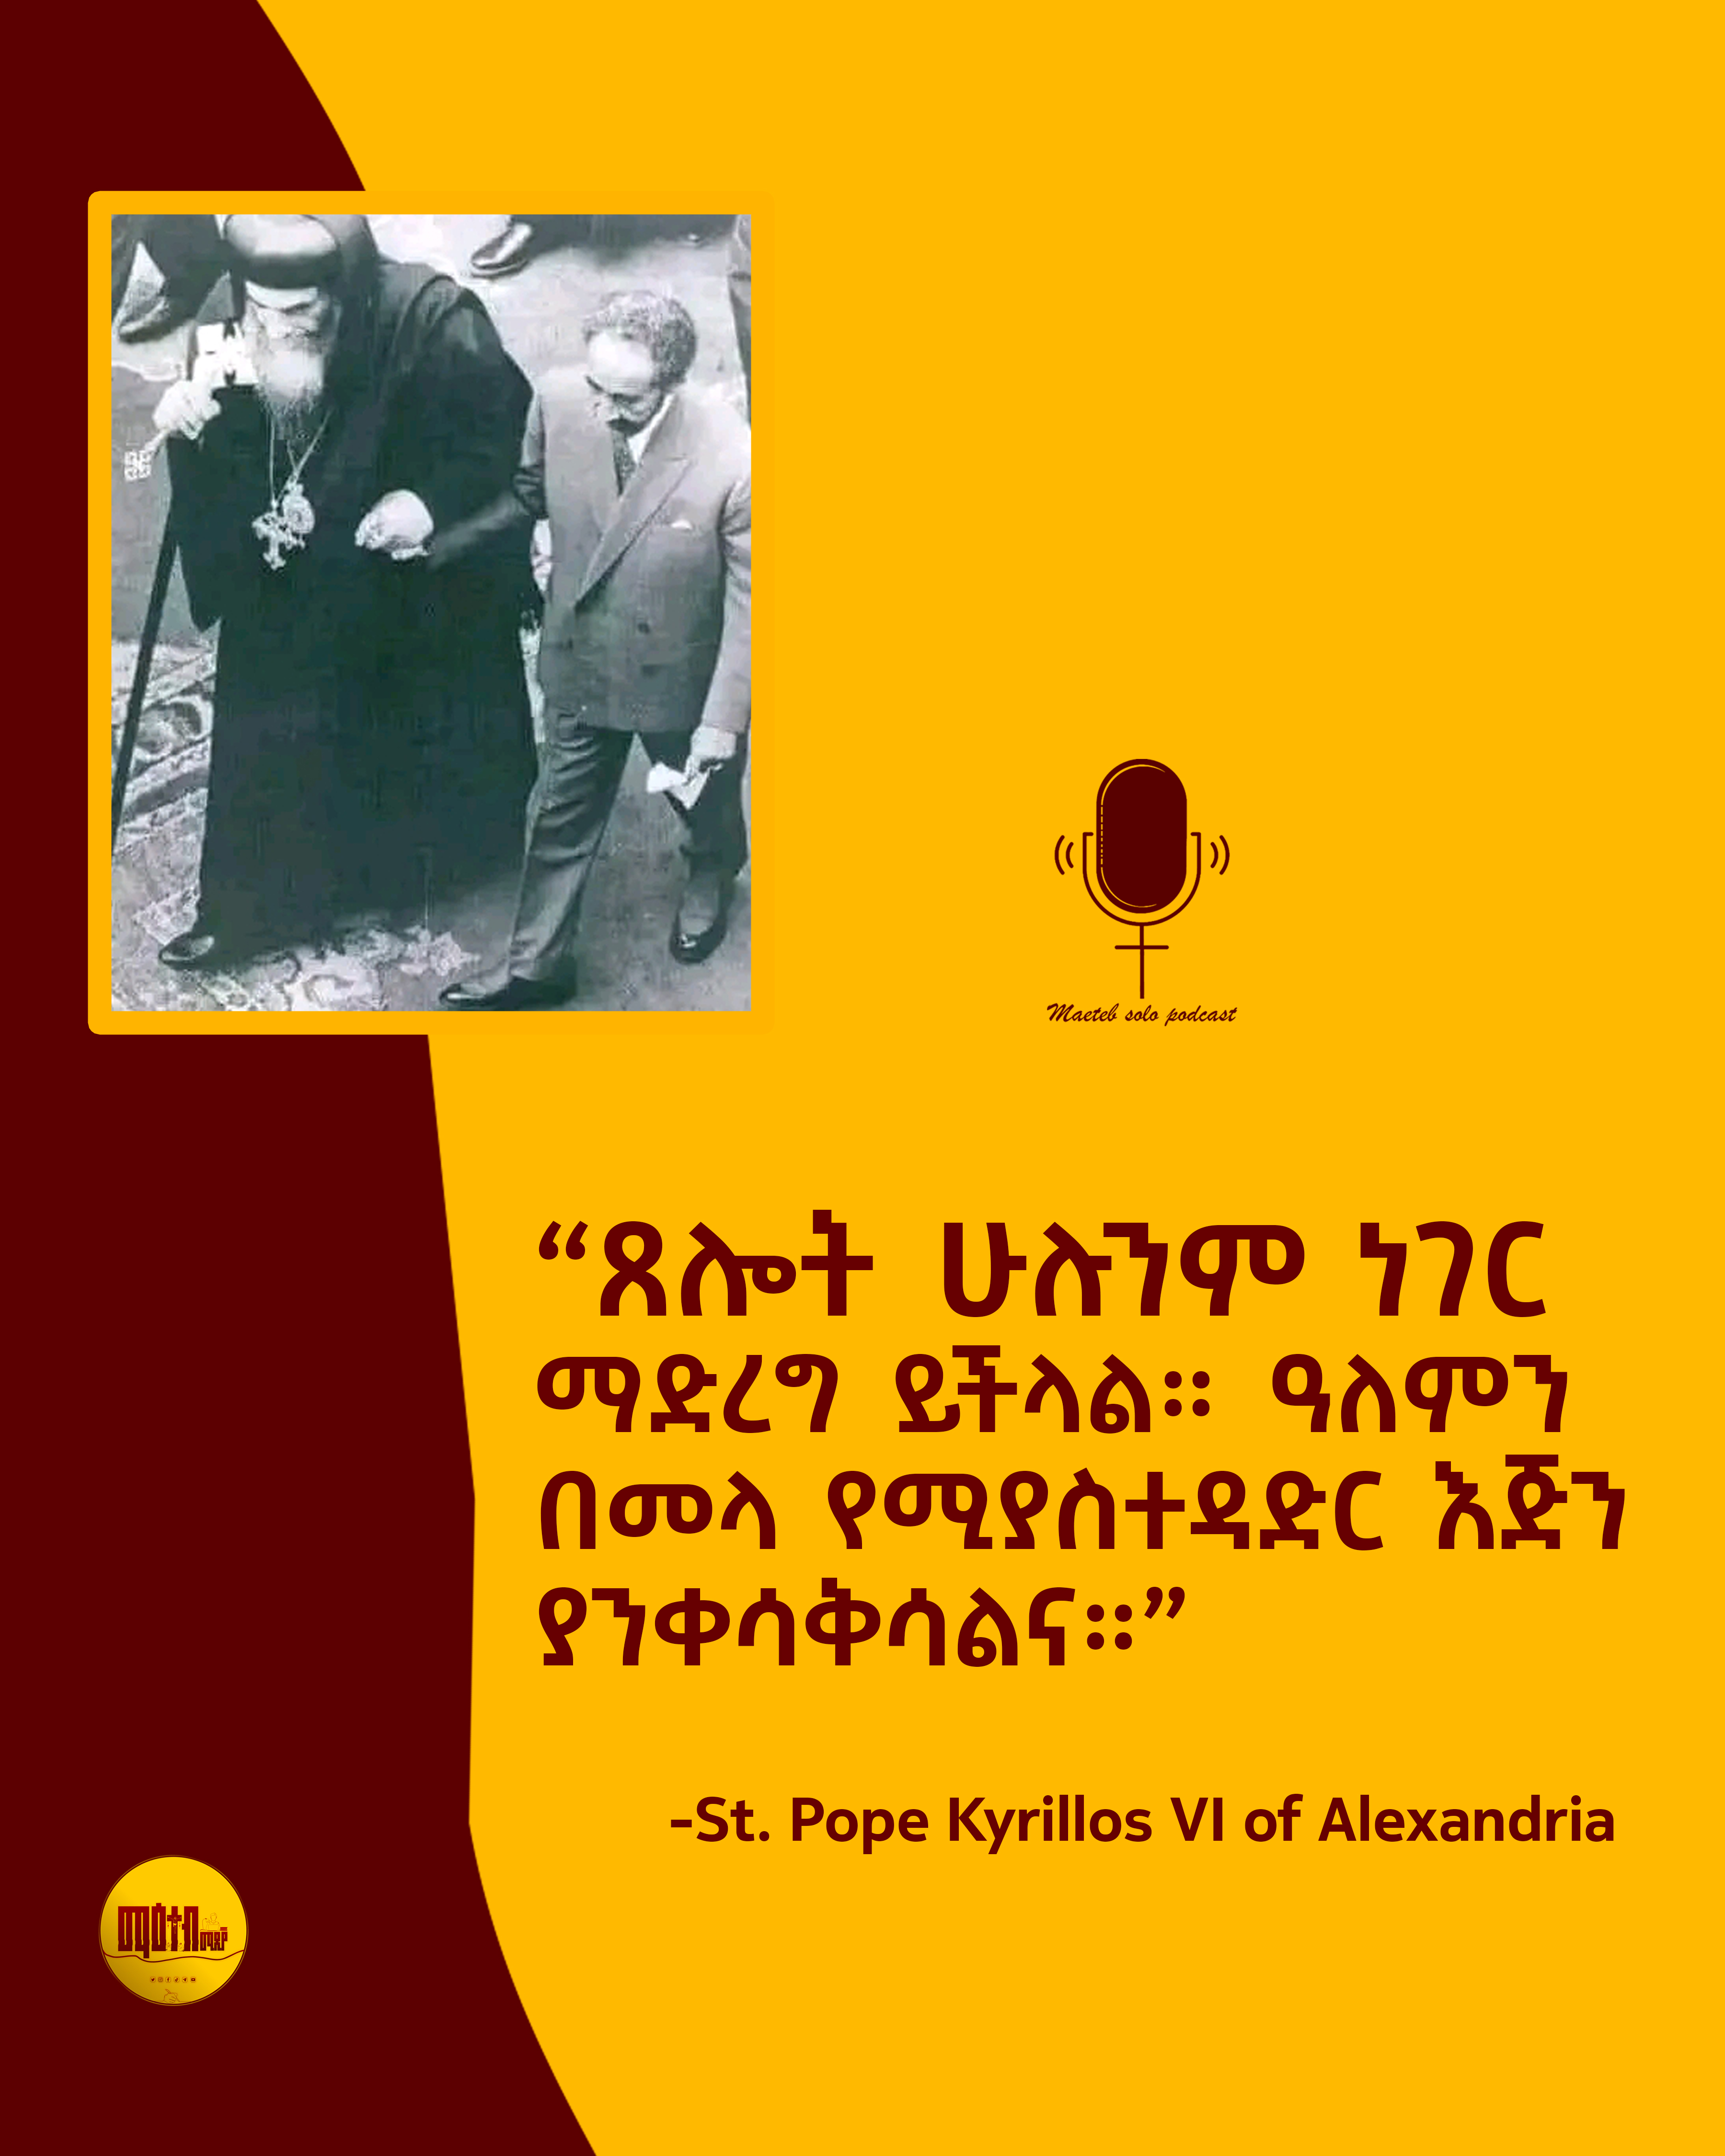 Maeteb solo podcast
“ጸሎት ሁሉንም ነገር
ማድረግ ይችላል። ዓለምን
በመላ የሚያስተዳድር እጅን
ያንቀሳቅሳልና።”
-St. Pope Kyrillos VI of Alexandria
ማዕተብ